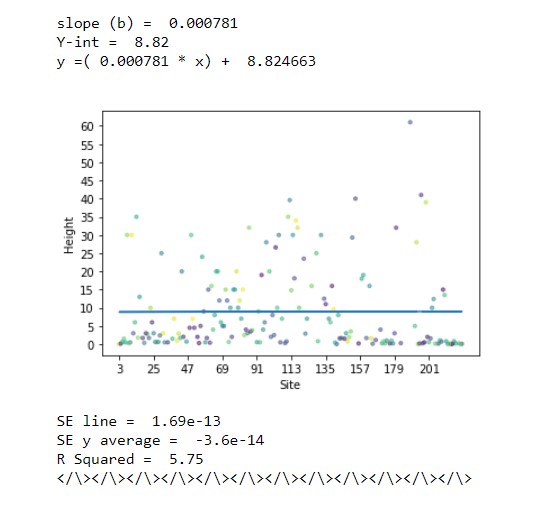 slope (b) =  0.000781
Y-int =  8.82
y =( 0.000781 * x) +  8.824663
60
55
50
45
40
35
30
25
20
15
10
5
0
Height
3 25 47 69 91 113 135 157 179 201
Site
SE line =  1.69e-13
SE y average =  -3.6e-14
R Squared =  5.75
</\></\></\></\></\></\></\></\></\></\></\></\></\></\>